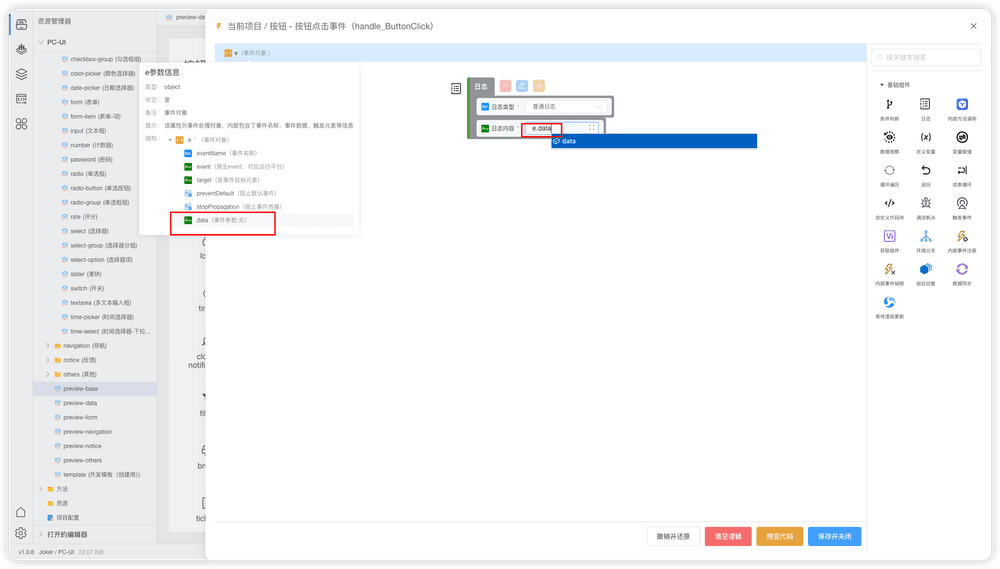 资源管理器
PC-UI
checkbox-group (勾选框组)
color-picker (颜色选择器)
date-picker (日期选择器)
form (表单)
form-item (表单-项)
input (文本框)
number (计数器)
password (密码)
radio (单选框)
radio-button (单选按钮)
radio-group (单选框组)
rate (评分)
select (选择器)
select-group (选择器分组)
select-option (选择器项)
slider (滑块)
switch (开关)
textarea (多文本输入框)
time-picker (时间选择器)
time-select (时间选择器-下拉...
navigation (导航)
notice (反馈)
others (其他)
preview-base
preview-data
preview-form
preview-navigation
preview-notice
preview-others
template (开发模板（创建用）)
方法
资源
项目配置
打开的编辑器
v1.0.6 Joker / PC-UI 22.07 KiB
preview-da
当前项目 / 按钮 - 按钮点击事件（handle_ButtonClick）
e（事件对象）
e参数信息
类型: object
非空: 是
备注: 事件对象
提示: 该属性为事件处理对象，内部包含了事件名称、事件数据、触发元素等信息
结构:
e *（事件对象）
eventName（事件名称）
event（原生event，对应运行平台）
target（发事件目标元素）
preventDefault（阻止默认事件）
stopPropagation（阻止事件传播）
data（事件参数:无）
日志
日志类型 * 普通日志
日志内容 * e.data
data
tim
clo
notifi
fil
br
tick
按关键字搜索
基础组件
条件判断 日志 内部方法调用
数据观察 定义变量 变量赋值
循环遍历 返回 结束循环
自定义代码块 调试断点 触发事件
获取组件 环境分支 内部事件注册
内部事件销毁 组合回发 数据同步
等待渲染更新
撤销并还原 清空逻辑 预览代码 保存并关闭